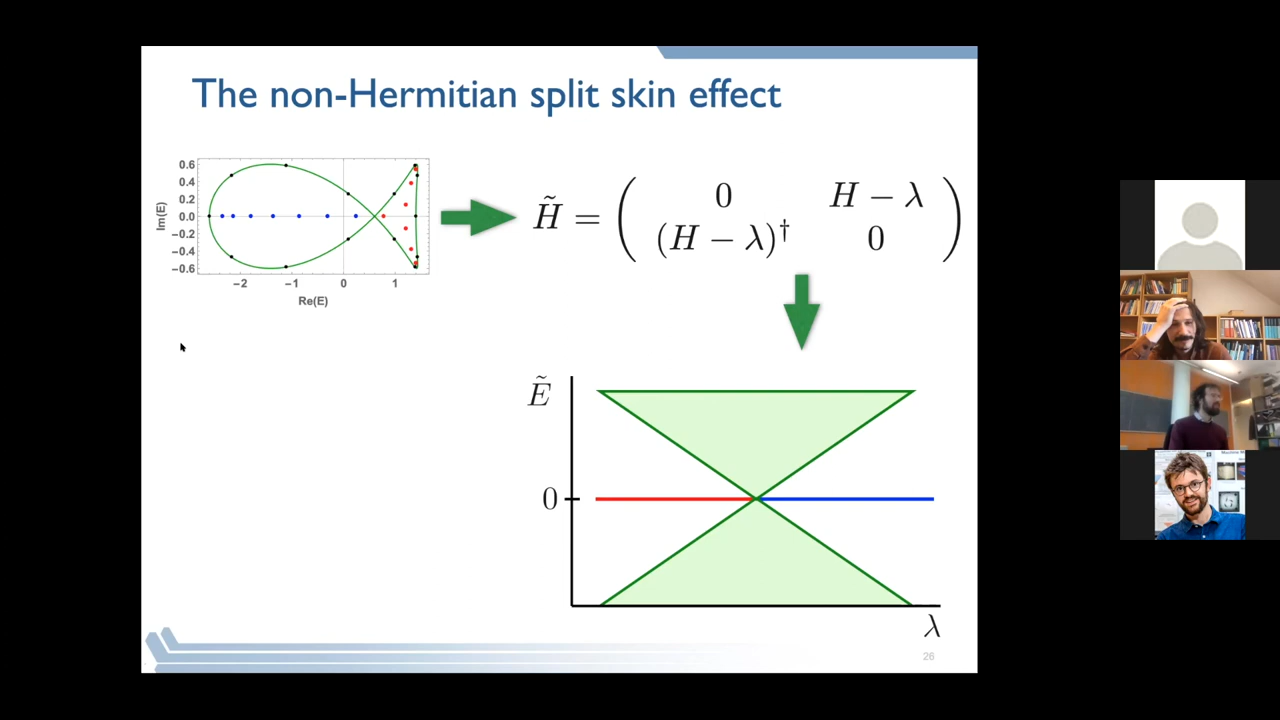 The non-Hermitian split skin effect
0.6
0.4
0.2
0.0
−0.2
−0.4
−0.6
Im(E)
−2 −1 0 1
Re(E)
H̃ = ( 0 H − λ
(H − λ)† 0 )
Ẽ
0
λ
26